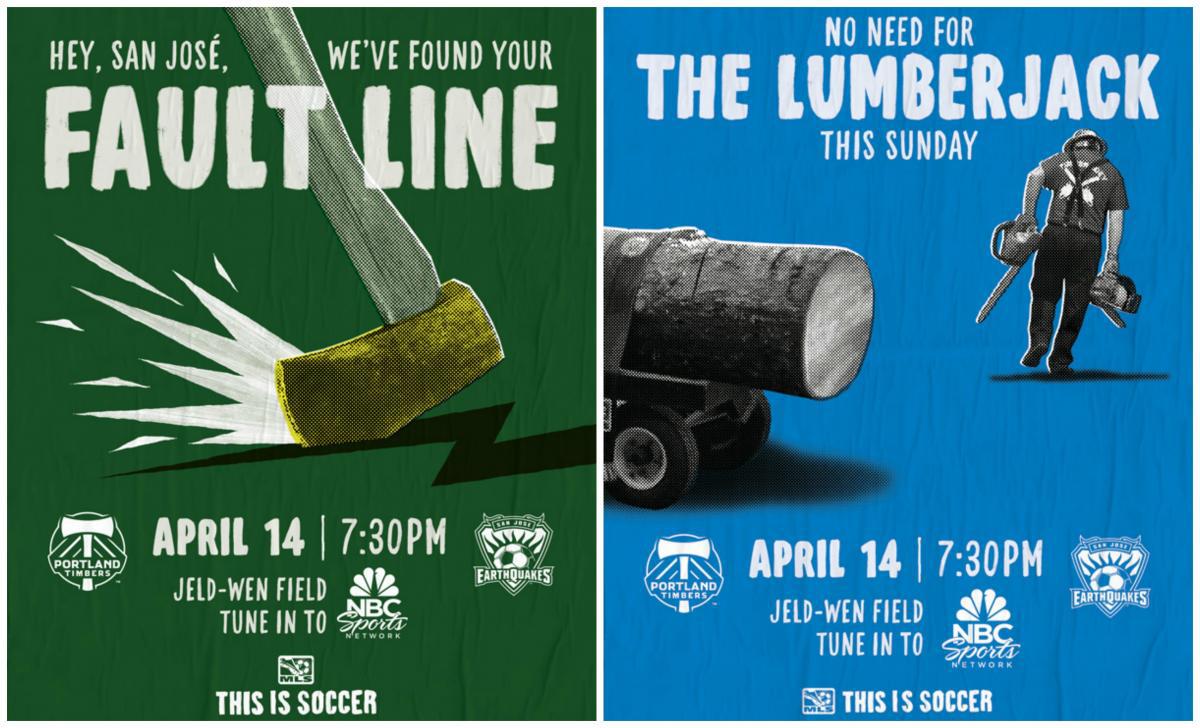 HEY, SAN JOSÉ, WE'VE FOUND YOUR
FAULT LINE
PORTLAND
TIMBERS
APRIL 14 | 7:30PM
JELD-WEN FIELD
TUNE IN TO
NBC
Sports
NETWORK
SAN JOSE
EARTHQUAKES
MLS
THIS IS SOCCER
NO NEED FOR
THE LUMBERJACK
THIS SUNDAY
PORTLAND
TIMBERS
APRIL 14 | 7:30PM
JELD-WEN FIELD
TUNE IN TO
NBC
Sports
NETWORK
SAN JOSE
EARTHQUAKES
MLS
THIS IS SOCCER